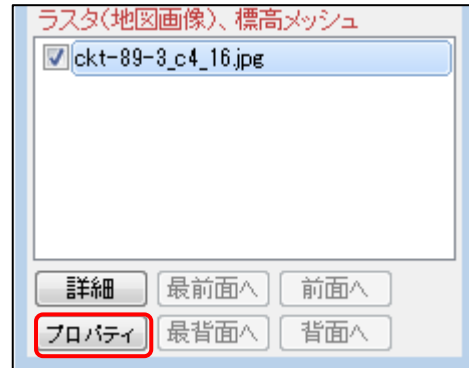 ラスタ(地図画像)、標高メッシュ
ckt-89-3_c4_16.jpg
詳細 最前面へ 前面へ
プロパティ 最背面へ 背面へ